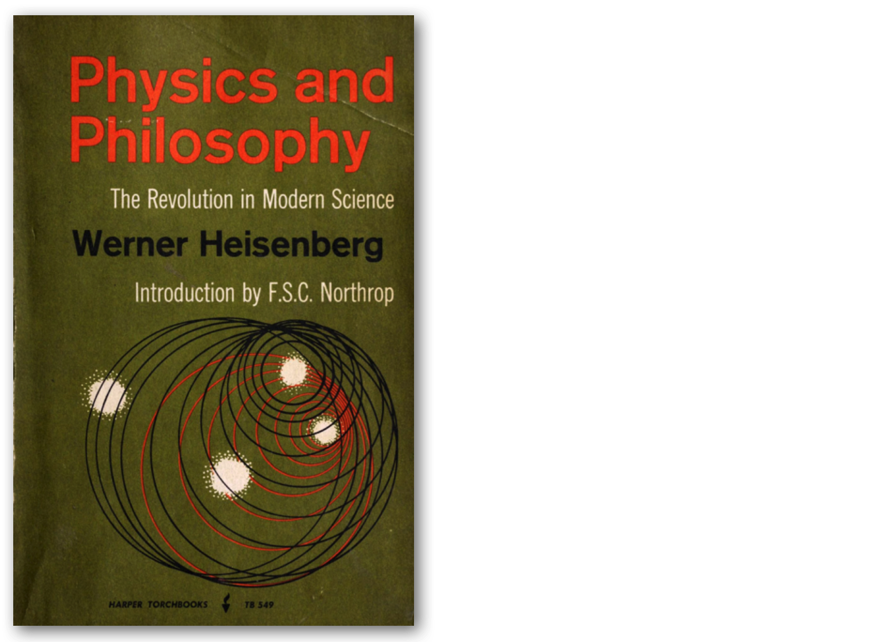 Physics and
Philosophy
The Revolution in Modern Science
Werner Heisenberg
Introduction by F.S.C. Northrop
HARPER TORCHBOOKS TB 549